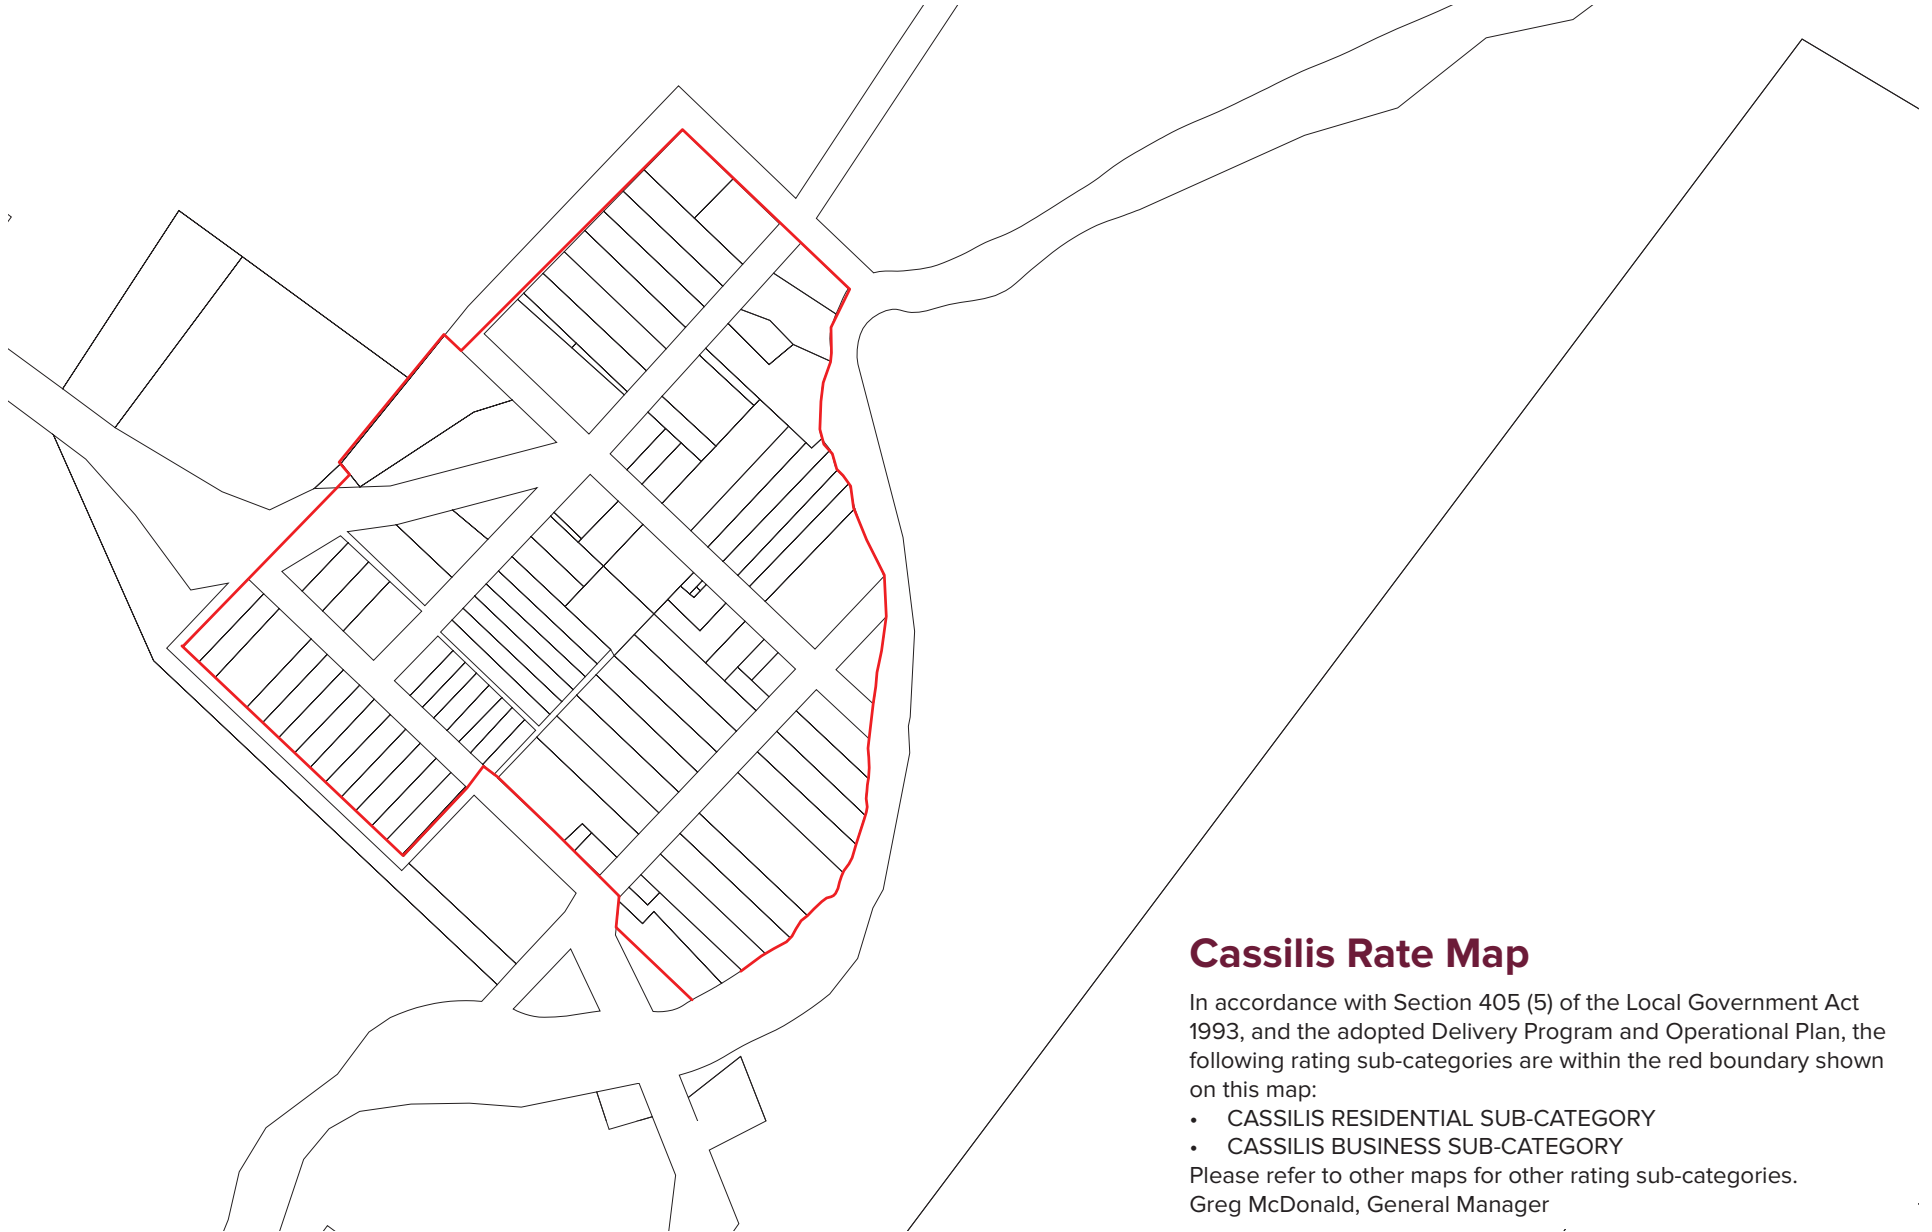 Cassilis Rate Map
In accordance with Section 405 (5) of the Local Government Act
1993, and the adopted Delivery Program and Operational Plan, the
following rating sub-categories are within the red boundary shown
on this map:
• CASSILIS RESIDENTIAL SUB-CATEGORY
• CASSILIS BUSINESS SUB-CATEGORY
Please refer to other maps for other rating sub-categories.
Greg McDonald, General Manager